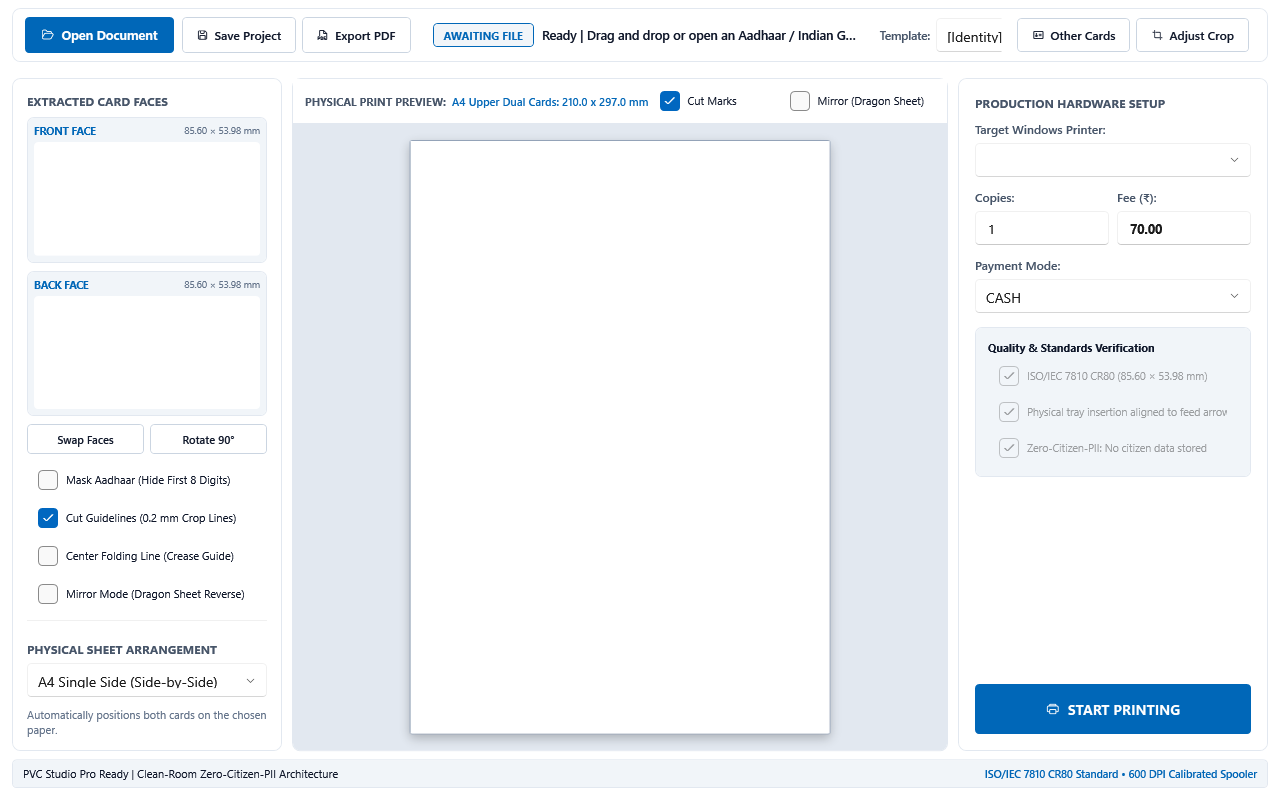 Open Document
Save Project
Export PDF
AWAITING FILE
Ready | Drag and drop or open an Aadhaar / Indian G...
Template:
[Identity]
Other Cards
Adjust Crop
EXTRACTED CARD FACES
FRONT FACE
85.60 × 53.98 mm
BACK FACE
85.60 × 53.98 mm
Swap Faces
Rotate 90°
Mask Aadhaar (Hide First 8 Digits)
Cut Guidelines (0.2 mm Crop Lines)
Center Folding Line (Crease Guide)
Mirror Mode (Dragon Sheet Reverse)
PHYSICAL SHEET ARRANGEMENT
A4 Single Side (Side-by-Side)
Automatically positions both cards on the chosen
paper.
PHYSICAL PRINT PREVIEW:
A4 Upper Dual Cards: 210.0 x 297.0 mm
Cut Marks
Mirror (Dragon Sheet)
PRODUCTION HARDWARE SETUP
Target Windows Printer:
Copies:
Fee (₹):
1
70.00
Payment Mode:
CASH
Quality & Standards Verification
ISO/IEC 7810 CR80 (85.60 × 53.98 mm)
Physical tray insertion aligned to feed arrow
Zero-Citizen-PII: No citizen data stored
START PRINTING
PVC Studio Pro Ready | Clean-Room Zero-Citizen-PII Architecture
ISO/IEC 7810 CR80 Standard • 600 DPI Calibrated Spooler